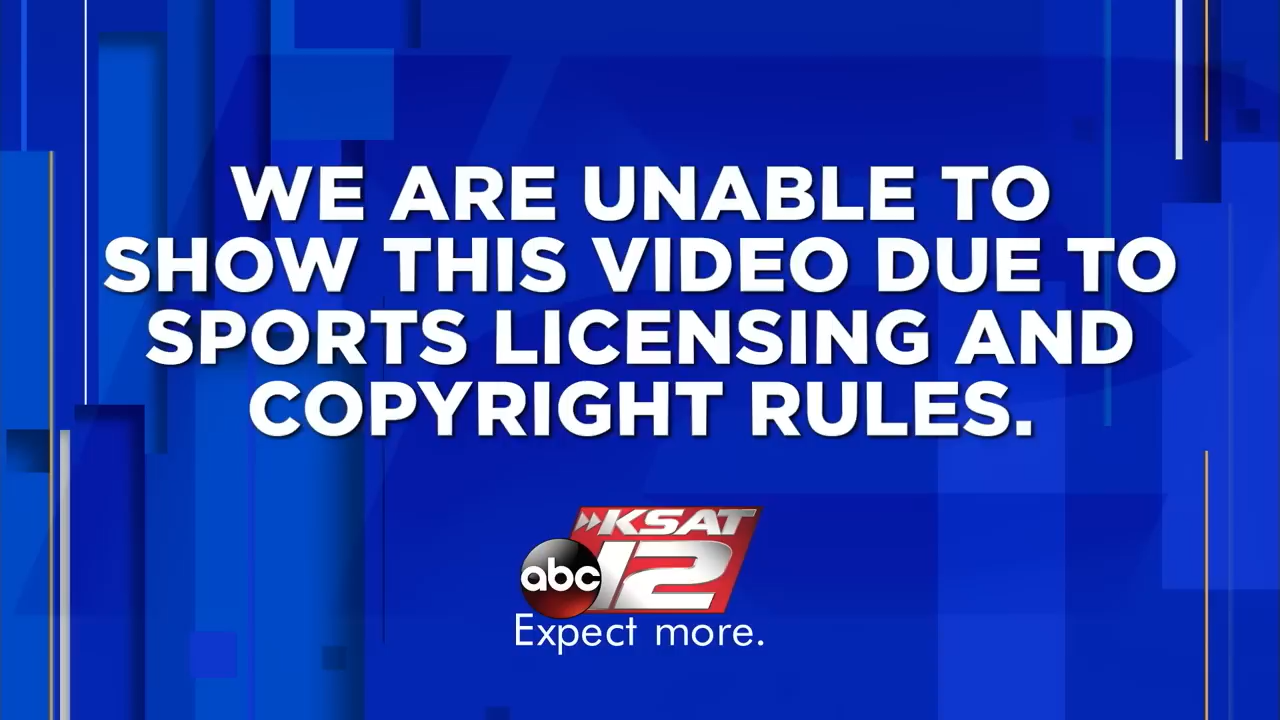 WE ARE UNABLE TO
SHOW THIS VIDEO DUE TO
SPORTS LICENSING AND
COPYRIGHT RULES.
KSAT
abc 12
Expect more.